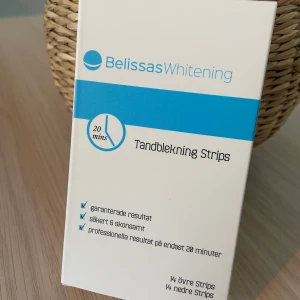 BelissasWhitening
20
mins
Tandblekning Strips
garanterade resultat
säkert & skonsamt
professionella resultat på endast 20 minuter
14 övre Strips
14 nedre Strips